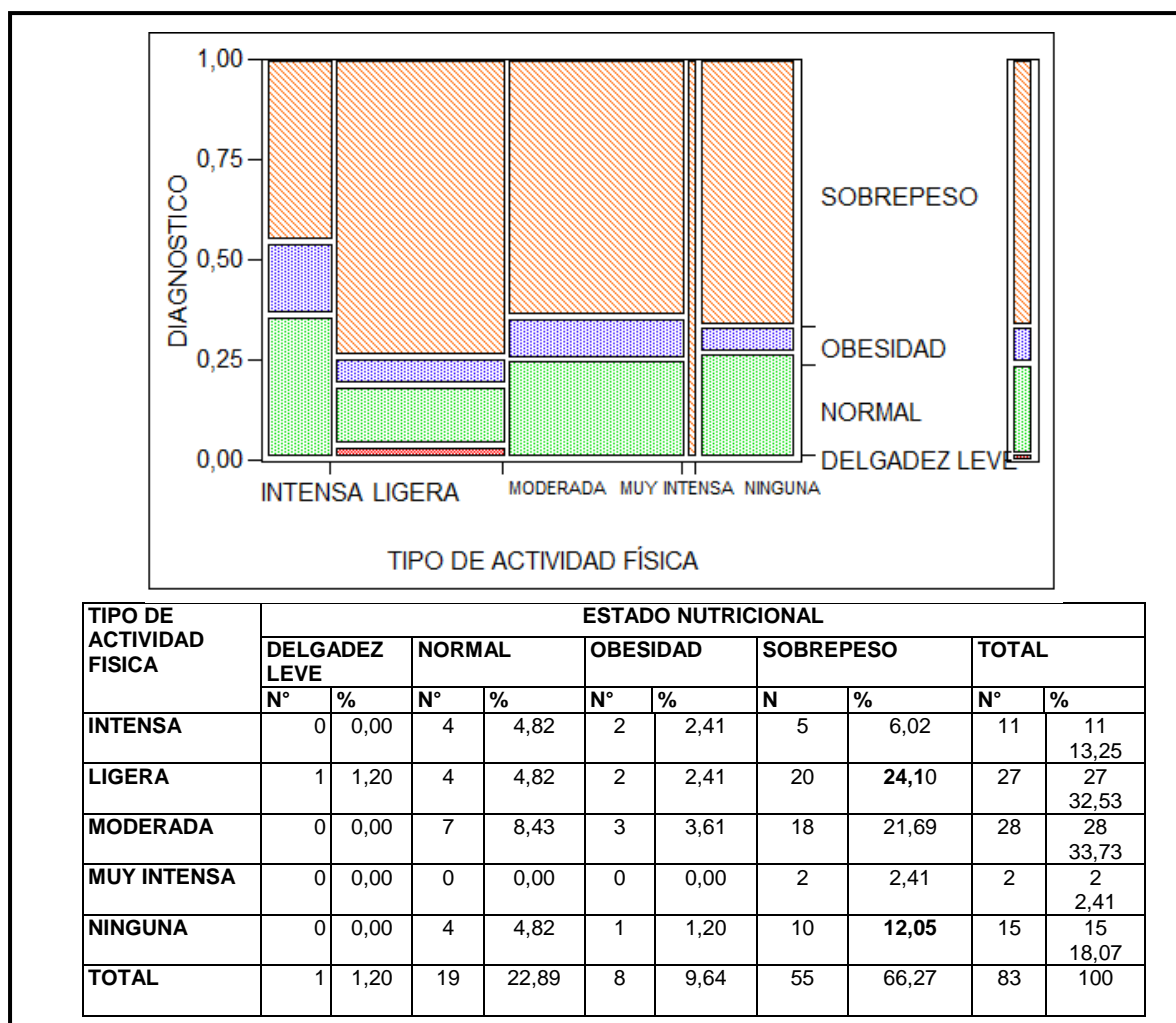 1,00
0,75
0,50
0,25
0,00
DIAGNOSTICO
SOBREPESO
OBESIDAD
NORMAL
DELGADEZ LEVE
INTENSA LIGERA MODERADA MUY INTENSA NINGUNA
TIPO DE ACTIVIDAD FÍSICA
TIPO DE ACTIVIDAD FISICA ESTADO NUTRICIONAL
DELGADEZ LEVE NORMAL OBESIDAD SOBREPESO TOTAL
N° % N° % N° % N % N° %
INTENSA 0 0,00 4 4,82 2 2,41 5 6,02 11 11
13,25
LIGERA 1 1,20 4 4,82 2 2,41 20 24,10 27 27
32,53
MODERADA 0 0,00 7 8,43 3 3,61 18 21,69 28 28
33,73
MUY INTENSA 0 0,00 0 0,00 0 0,00 2 2,41 2 2
2,41
NINGUNA 0 0,00 4 4,82 1 1,20 10 12,05 15 15
18,07
TOTAL 1 1,20 19 22,89 8 9,64 55 66,27 83 100